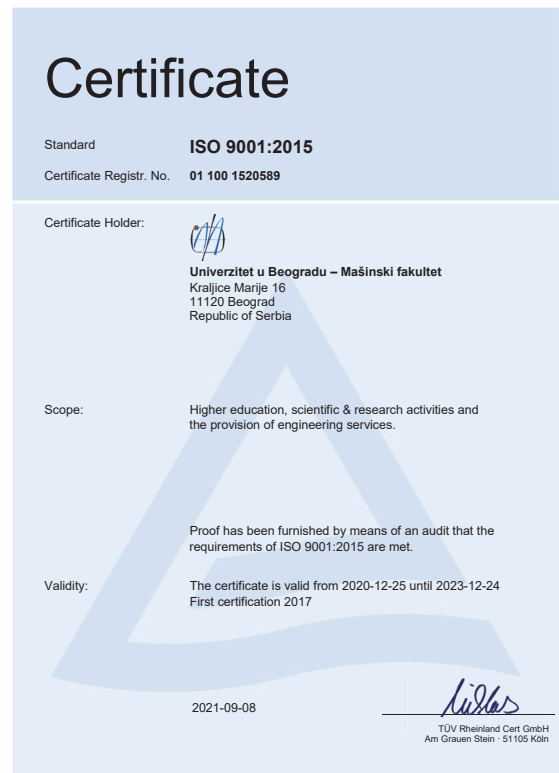 Certificate
Standard ISO 9001:2015
Certificate Registr. No. 01 100 1520589
Certificate Holder:
Univerzitet u Beogradu – Mašinski fakultet
Kraljice Marije 16
11120 Beograd
Republic of Serbia
Scope: Higher education, scientific & research activities and
the provision of engineering services.
Proof has been furnished by means of an audit that the
requirements of ISO 9001:2015 are met.
Validity: The certificate is valid from 2020-12-25 until 2023-12-24
First certification 2017
2021-09-08
TÜV Rheinland Cert GmbH
Am Grauen Stein · 51105 Köln